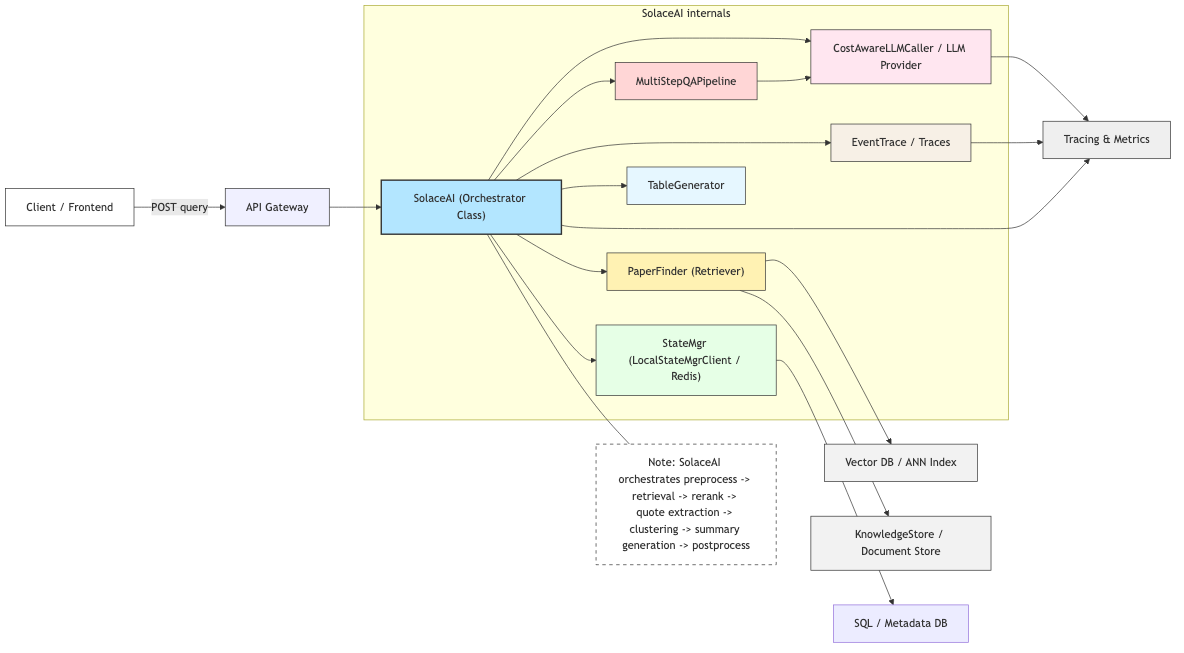 SolaceAI internals
CostAwareLLMCaller / LLM
Provider
MultiStepQAPipeline
EventTrace / Traces
Tracing & Metrics
TableGenerator
Client / Frontend
POST query
API Gateway
SolaceAI (Orchestrator
Class)
PaperFinder (Retriever)
StateMgr
(LocalStateMgrClient /
Redis)
Note: SolaceAI
orchestrates preprocess ->
retrieval -> rerank ->
quote extraction ->
clustering -> summary
generation -> postprocess
Vector DB / ANN Index
KnowledgeStore /
Document Store
SQL / Metadata DB